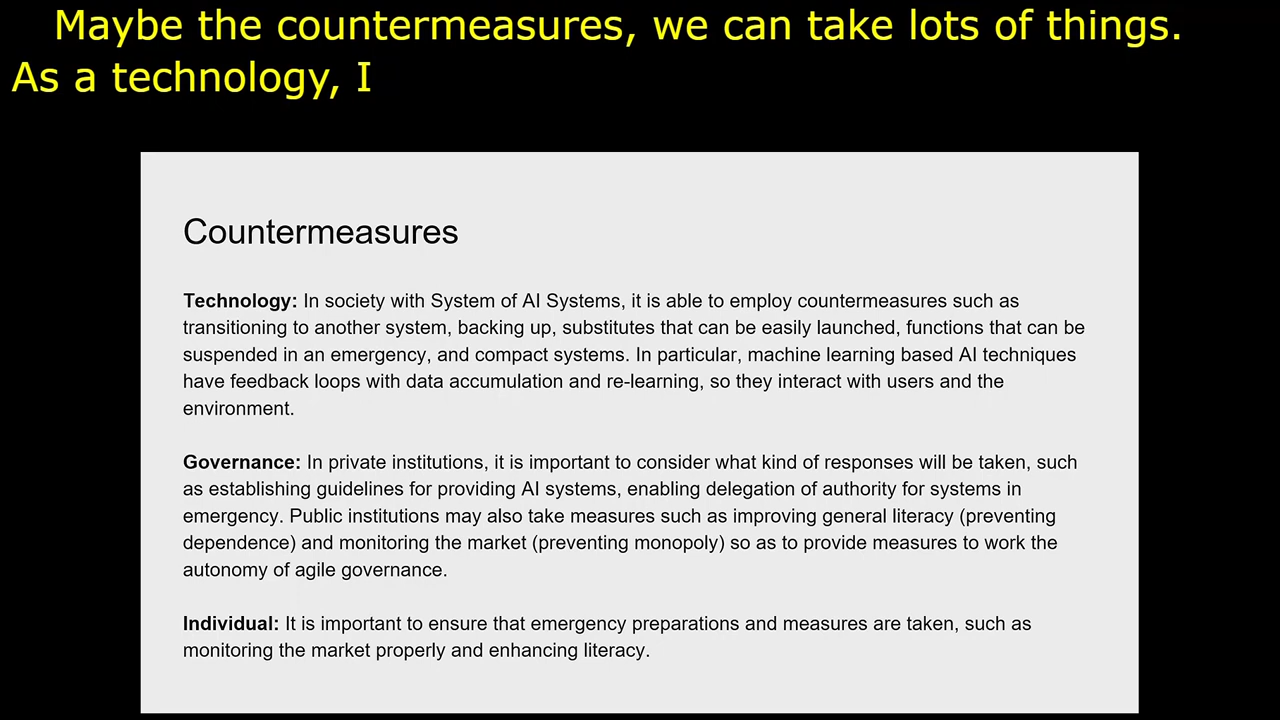 Maybe the countermeasures, we can take lots of things.
As a technology, I
Countermeasures
Technology: In society with System of AI Systems, it is able to employ countermeasures such as
transitioning to another system, backing up, substitutes that can be easily launched, functions that can be
suspended in an emergency, and compact systems. In particular, machine learning based AI techniques
have feedback loops with data accumulation and re-learning, so they interact with users and the
environment.
Governance: In private institutions, it is important to consider what kind of responses will be taken, such
as establishing guidelines for providing AI systems, enabling delegation of authority for systems in
emergency. Public institutions may also take measures such as improving general literacy (preventing
dependence) and monitoring the market (preventing monopoly) so as to provide measures to work the
autonomy of agile governance.
Individual: It is important to ensure that emergency preparations and measures are taken, such as
monitoring the market properly and enhancing literacy.